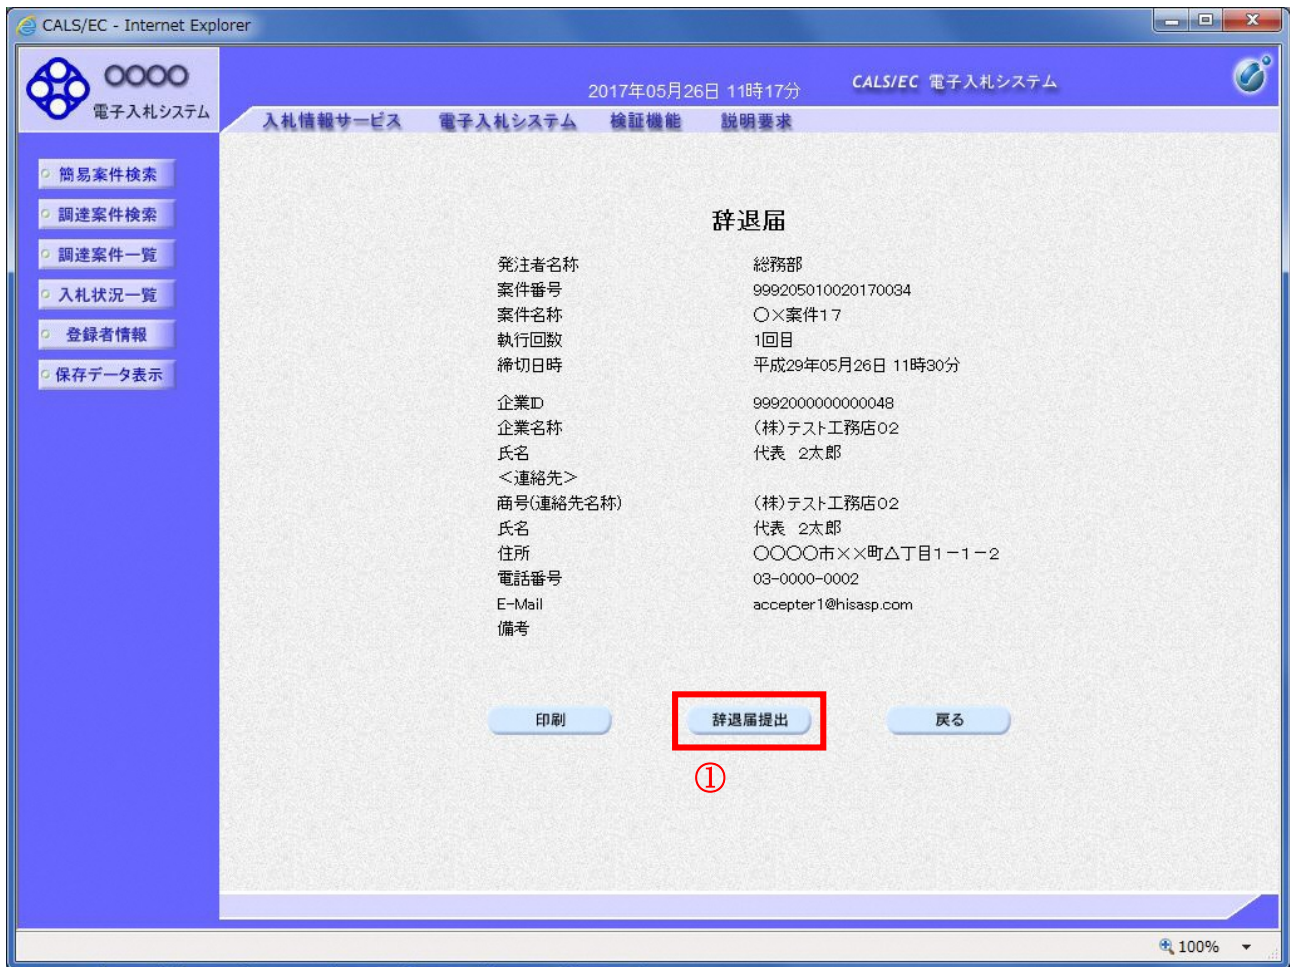 CALS/EC - Internet Explorer
〇〇〇〇
電子入札システム
2017年05月26日 11時17分
CALS/EC 電子入札システム
入札情報サービス 電子入札システム 検証機能 説明要求
簡易案件検索
調達案件検索
調達案件一覧
入札状況一覧
登録者情報
保存データ表示
辞退届
発注者名称 総務部
案件番号 999205010020170034
案件名称 〇×案件17
執行回数 1回目
締切日時 平成29年05月26日 11時30分
企業ID 9992000000000048
企業名称 (株)テスト工務店02
氏名 代表 2太郎
<連絡先>
商号(連絡先名称) (株)テスト工務店02
氏名 代表 2太郎
住所 〇〇〇〇市××町△丁目1-1-2
電話番号 03-0000-0002
E-Mail accepter1@hisasp.com
備考
印刷 辞退届提出 戻る
①
100%